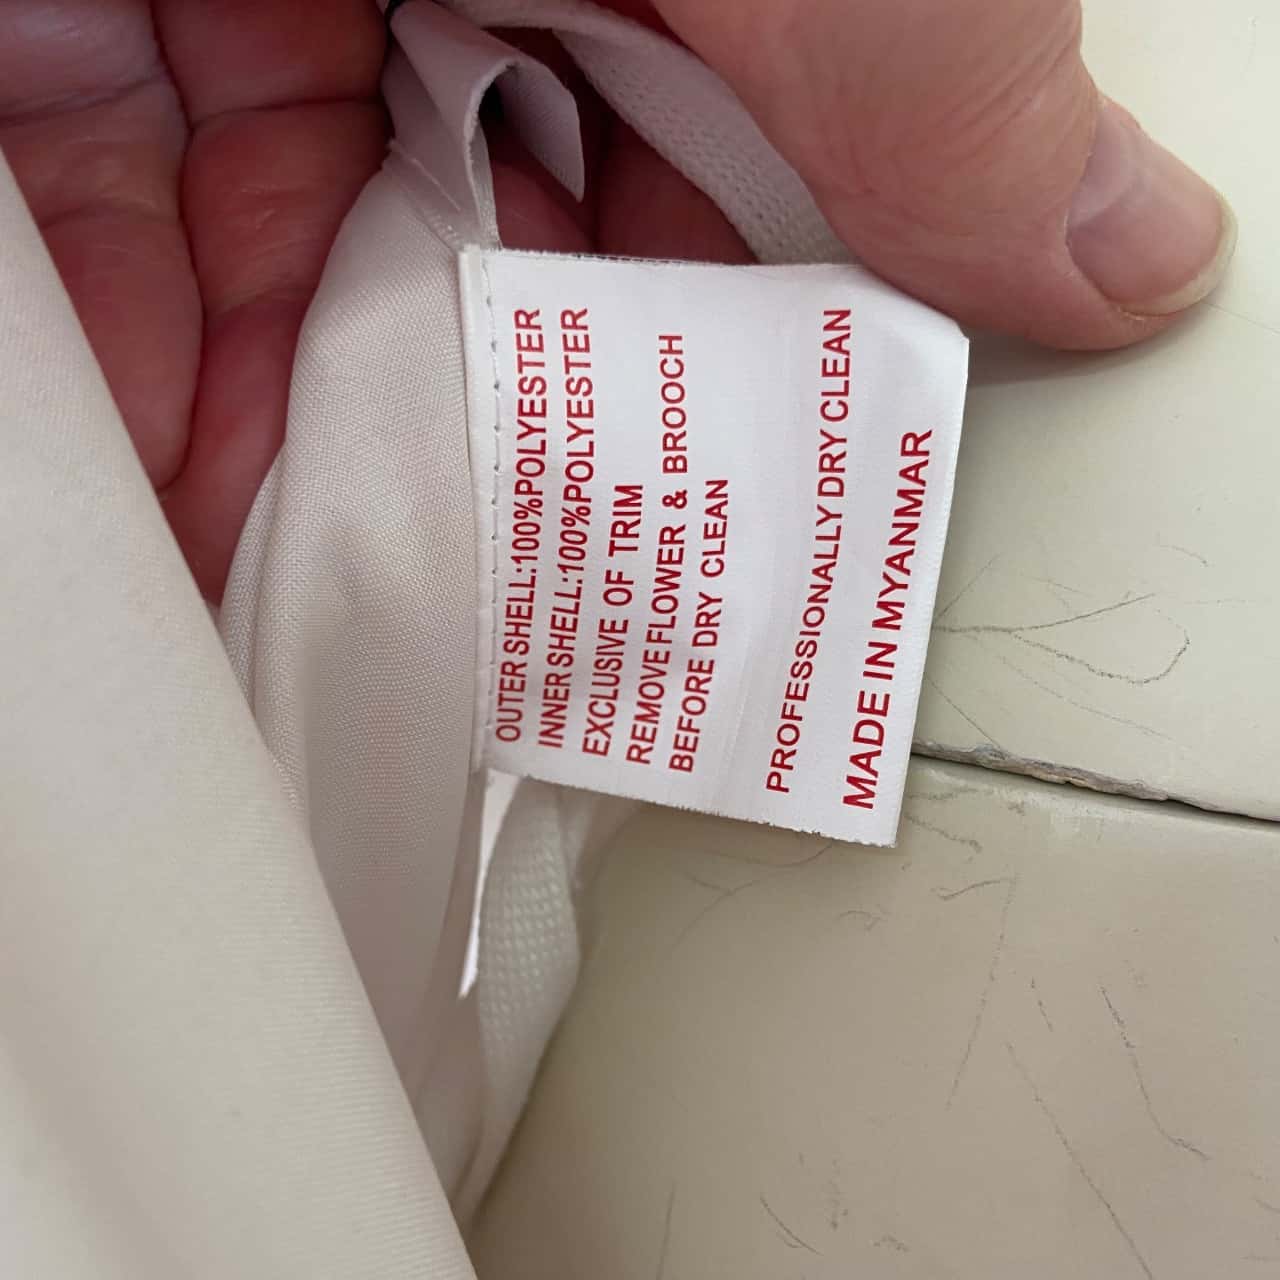 OUTER SHELL:100%POLYESTER
INNER SHELL:100%POLYESTER
EXCLUSIVE OF TRIM
REMOVE FLOWER & BROOCH
BEFORE DRY CLEAN
PROFESSIONALLY DRY CLEAN
MADE IN MYANMAR